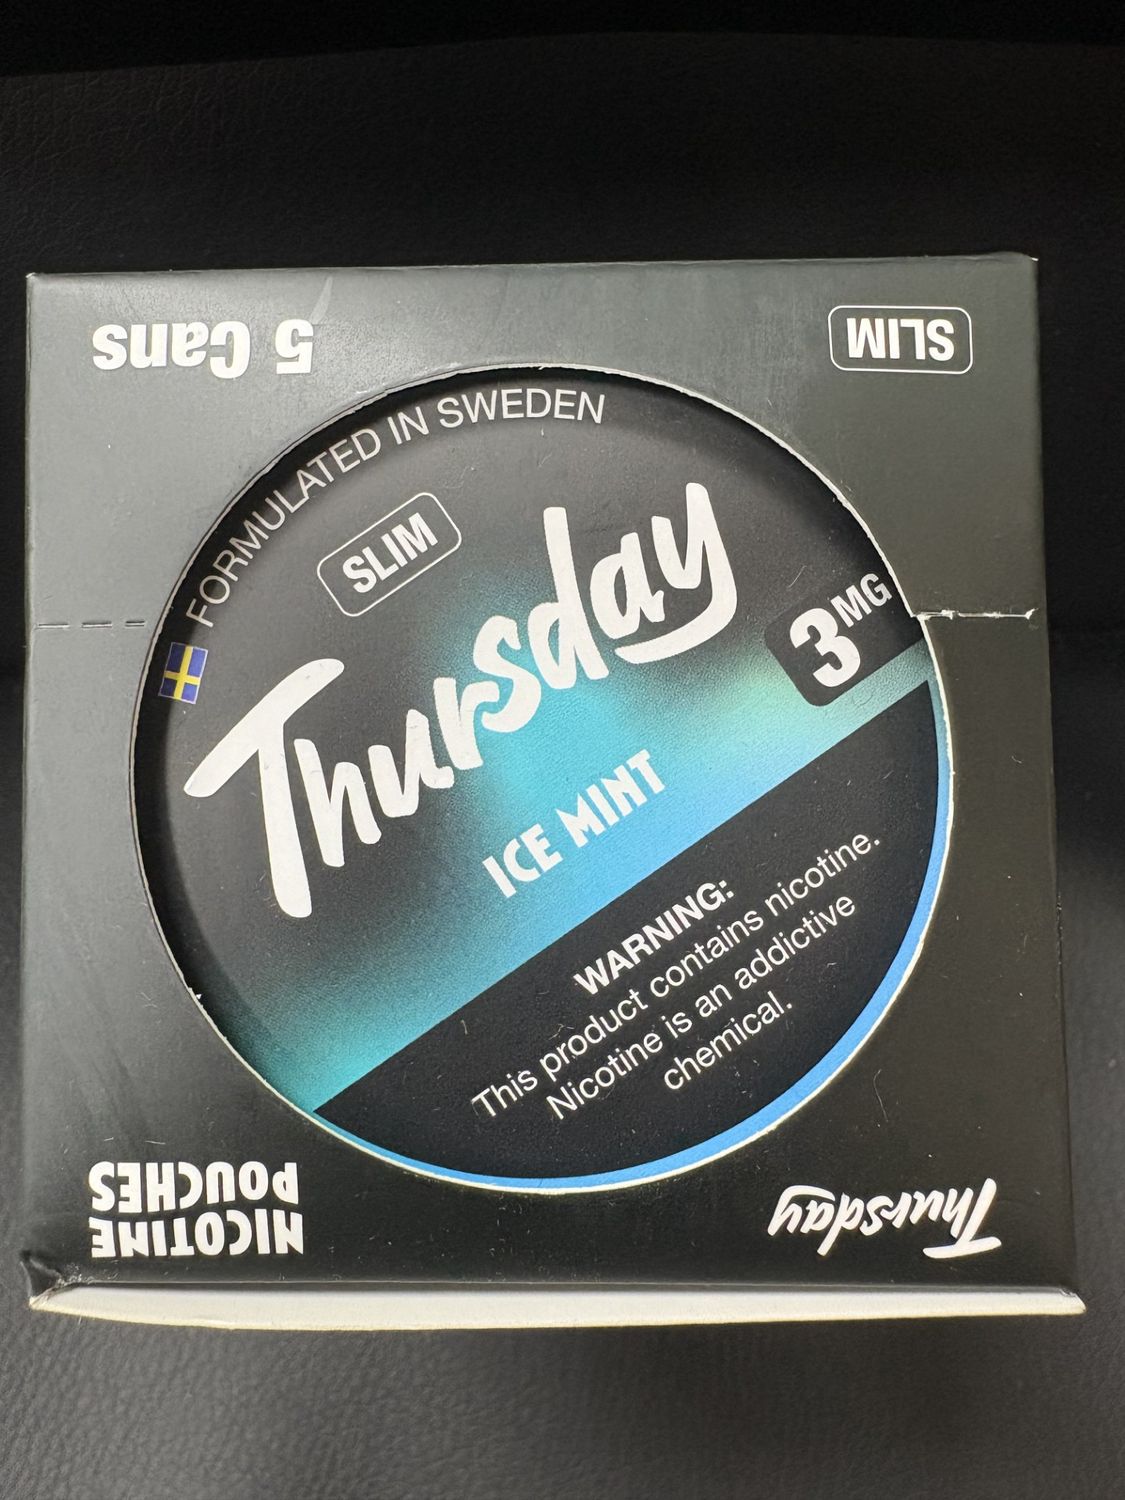 5 Cans
SLIM
FORMULATED IN SWEDEN
SLIM
Thursday
3MG
ICE MINT
WARNING:
This product contains nicotine.
Nicotine is an addictive
chemical.
NICOTINE
POUCHES
Thursday